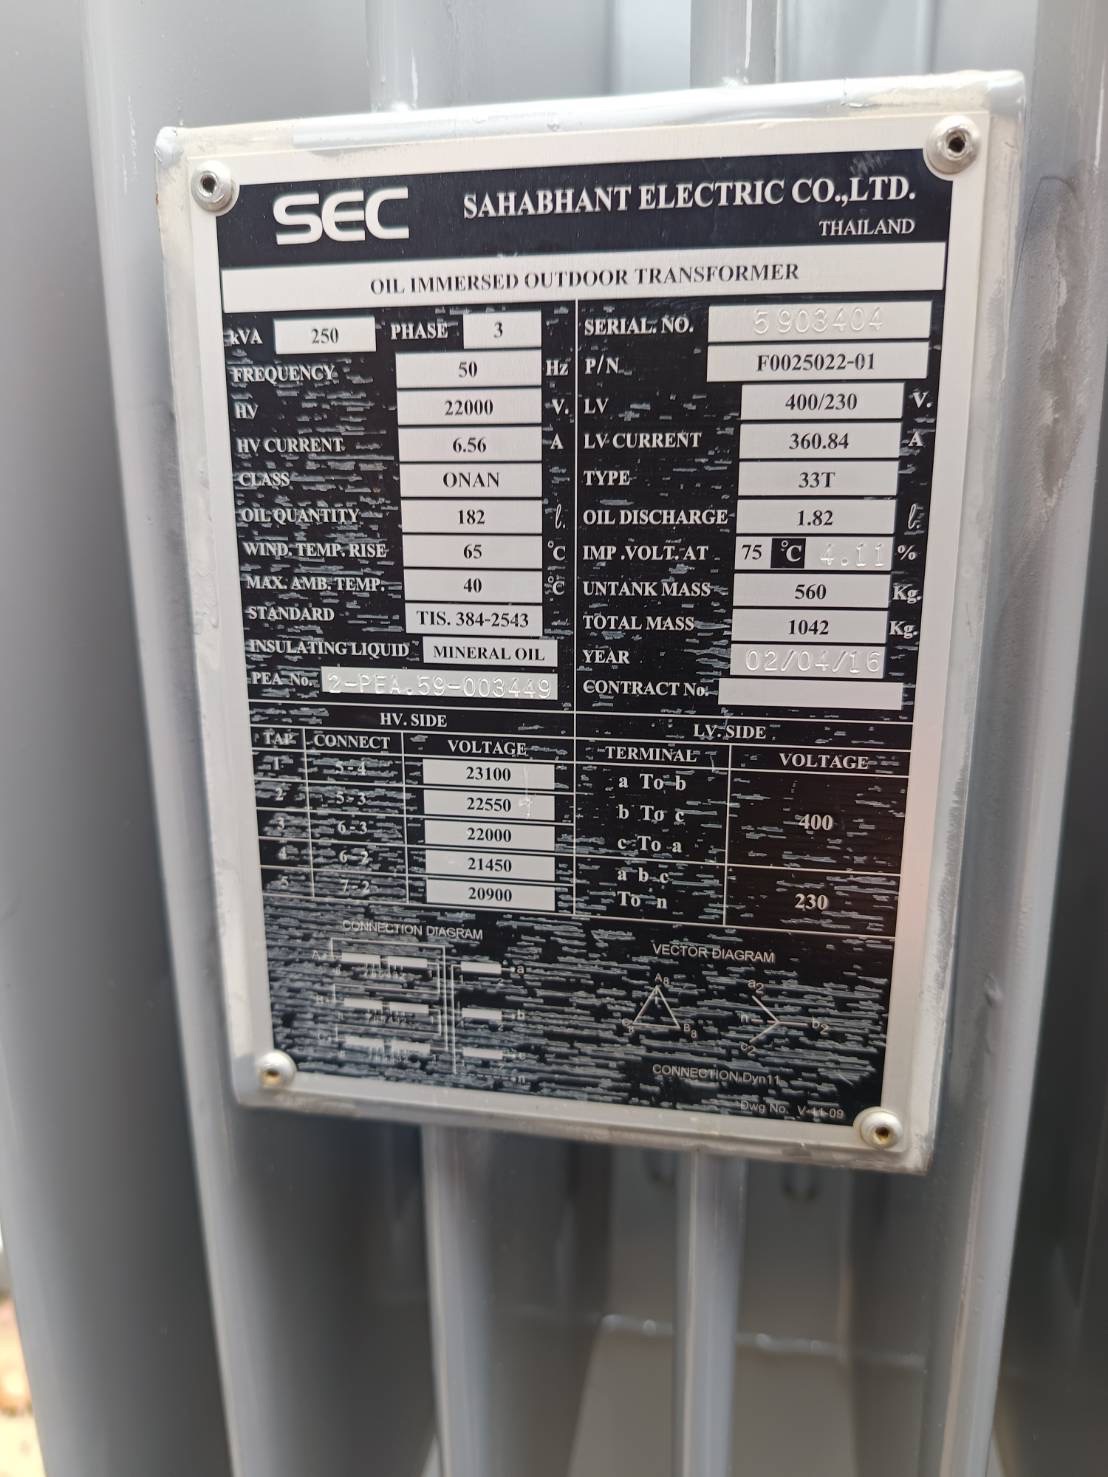 SEC SAHABHANT ELECTRIC CO.,LTD.
THAILAND
OIL IMMERSED OUTDOOR TRANSFORMER
kVA 250 PHASE 3 SERIAL. NO. 5903404
FREQUENCY 50 Hz P/N F0025022-01
HV 22000 V. LV 400/230 V.
HV CURRENT 6.56 A LV CURRENT 360.84 A
CLASS ONAN TYPE 33T
OIL QUANTITY 182 ℓ. OIL DISCHARGE 1.82 ℓ.
WIND. TEMP. RISE 65 °C IMP.VOLT. AT 75 °C 4.11 %
MAX. AMB. TEMP. 40 °C UNTANK MASS 560 Kg.
STANDARD TIS. 384-2543 TOTAL MASS 1042 Kg.
INSULATING LIQUID MINERAL OIL YEAR 02/04/16
PEA No. 2-PEA.59-003449 CONTRACT No.
HV. SIDE LV. SIDE
TAP CONNECT VOLTAGE TERMINAL VOLTAGE
1 5-4 23100 a To b
2 5-3 22550 b To c 400
3 6-3 22000 c To a
4 6-2 21450 a b c
5 7-2 20900 To n 230
CONNECTION DIAGRAM VECTOR DIAGRAM
a
b
c
n
a2
n b2
c2
CONNECTION Dyn11
Dwg No. V-11-09